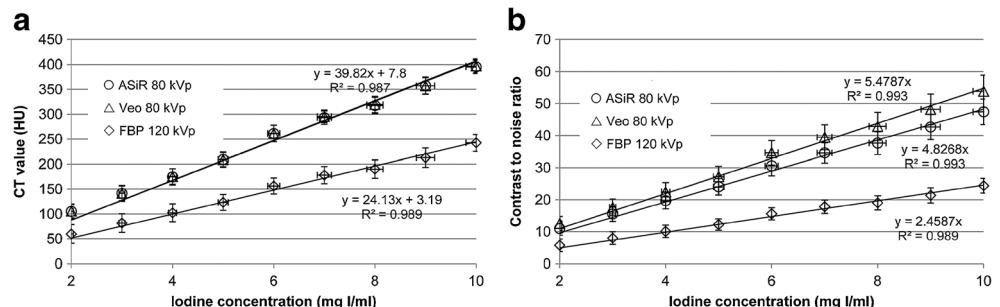 a
450
400
350
300
250
200
150
100
50
0
CT value (HU)
ASiR 80 kVp
Veo 80 kVp
FBP 120 kVp
y = 39.82x + 7.8
R² = 0.987
y = 24.13x + 3.19
R² = 0.989
2 4 6 8 10
Iodine concentration (mg I/ml)
b
70
60
50
40
30
20
10
0
Contrast to noise ratio
ASiR 80 kVp
Veo 80 kVp
FBP 120 kVp
y = 5.4787x
R² = 0.993
y = 4.8268x
R² = 0.993
y = 2.4587x
R² = 0.989
2 4 6 8 10
Iodine concentration (mg I/ml)